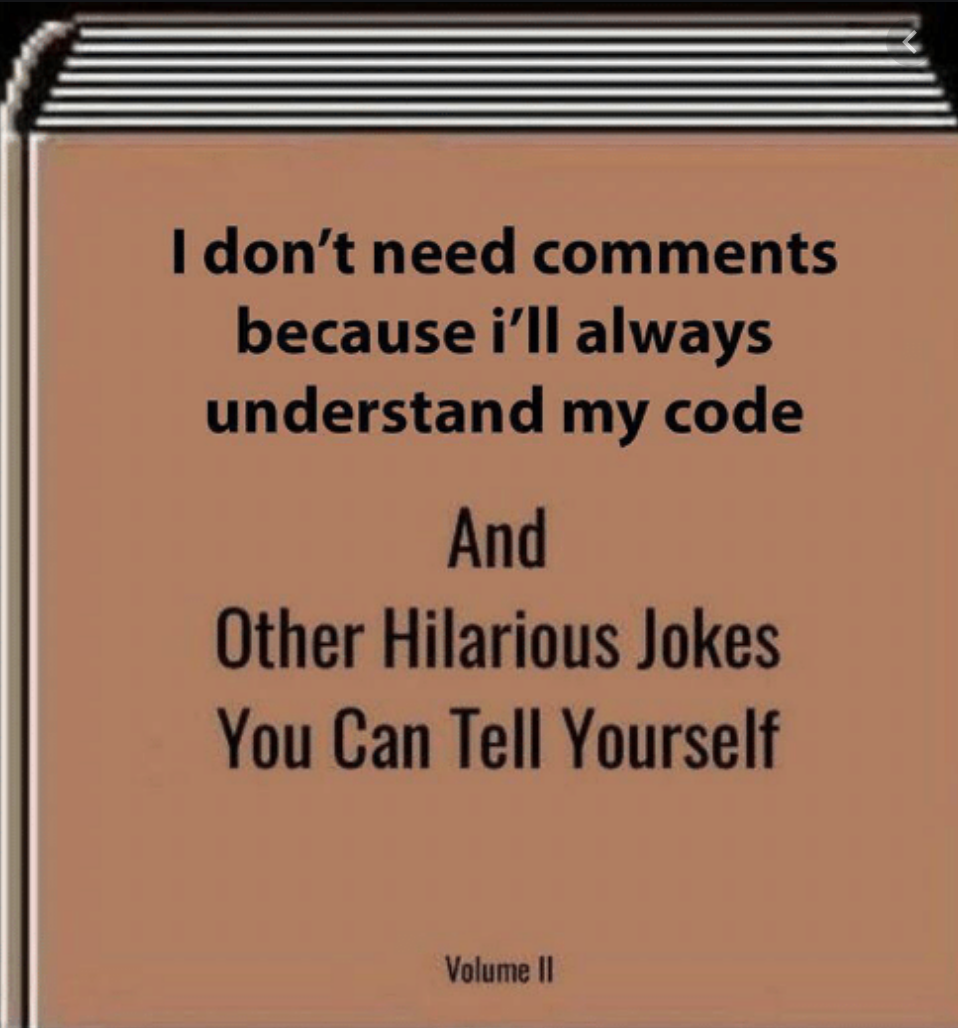 I don’t need comments
because i’ll always
understand my code
And
Other Hilarious Jokes
You Can Tell Yourself
Volume II